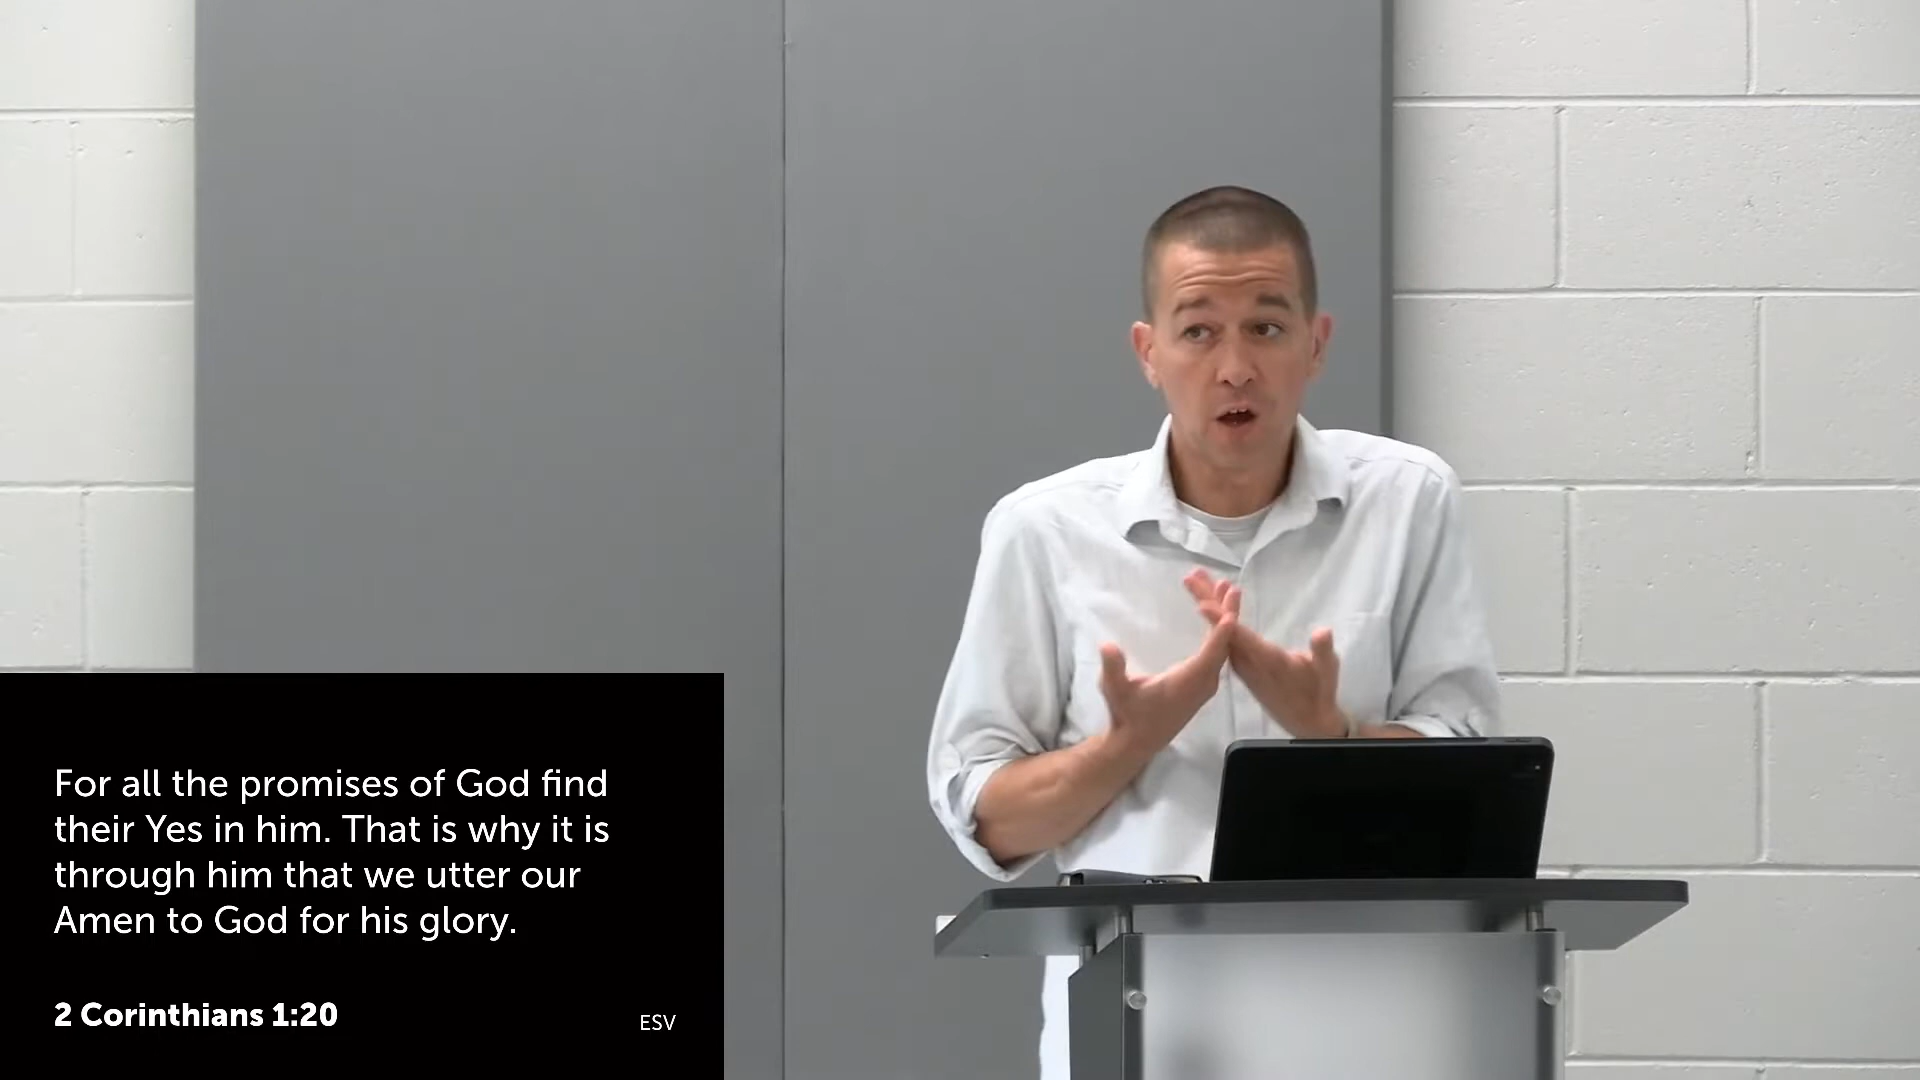 For all the promises of God find
their Yes in him. That is why it is
through him that we utter our
Amen to God for his glory.
2 Corinthians 1:20
ESV